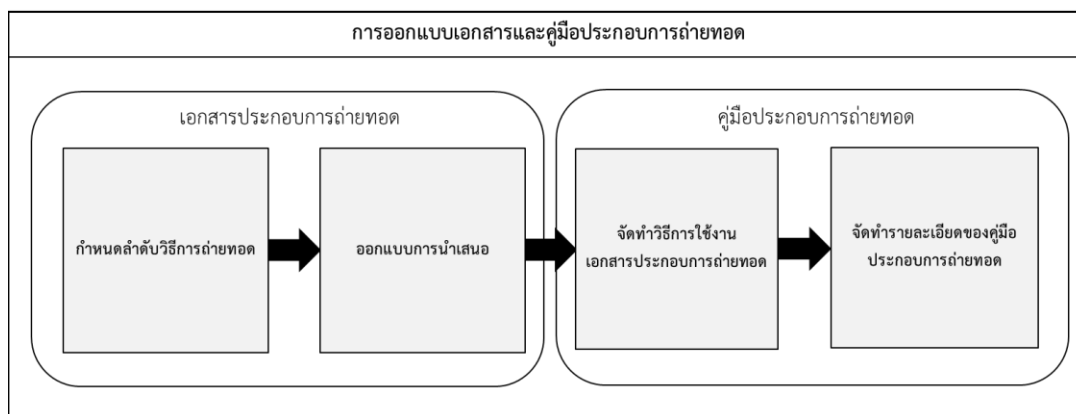 การออกแบบเอกสารและคู่มือประกอบการถ่ายทอด
เอกสารประกอบการถ่ายทอด
กำหนดลำดับวิธีการถ่ายทอด
ออกแบบการนำเสนอ
คู่มือประกอบการถ่ายทอด
จัดทำวิธีการใช้งาน
เอกสารประกอบการถ่ายทอด
จัดทำรายละเอียดของคู่มือ
ประกอบการถ่ายทอด